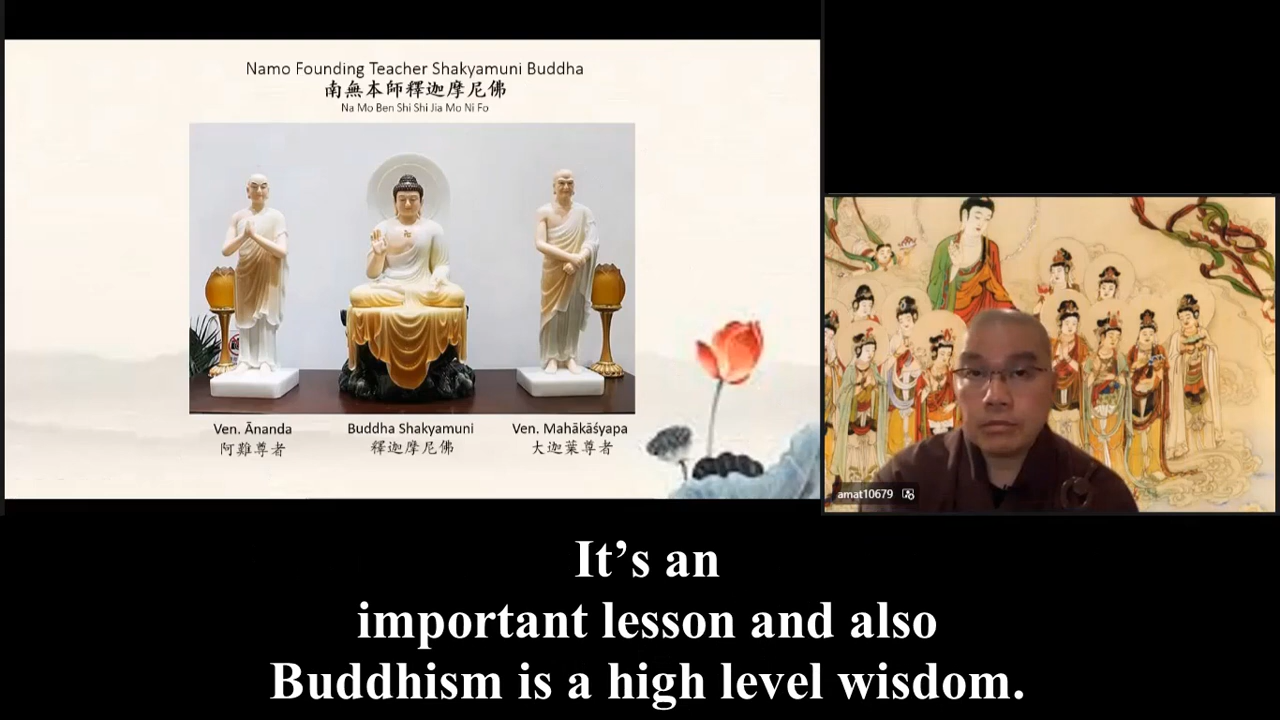 Namo Founding Teacher Shakyamuni Buddha
南無本師釋迦摩尼佛
Na Mo Ben Shi Shi Jia Mo Ni Fo
Ven. Ānanda
阿難尊者
Buddha Shakyamuni
釋迦摩尼佛
Ven. Mahākāśyapa
大迦葉尊者
amat10679
It’s an
important lesson and also
Buddhism is a high level wisdom.